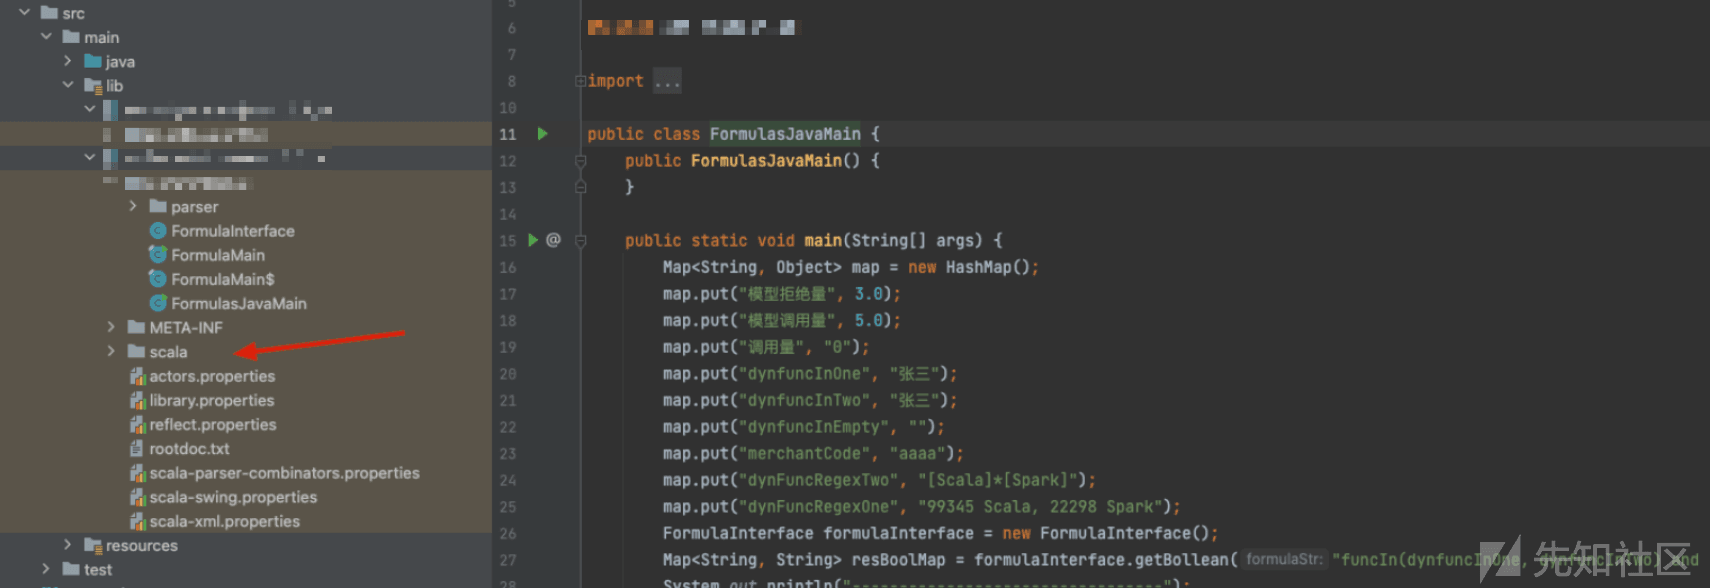 src
main
java
lib
parser
FormulaInterface
FormulaMain
FormulaMain$
FormulasJavaMain
META-INF
scala
actors.properties
library.properties
reflect.properties
rootdoc.txt
scala-parser-combinators.properties
scala-swing.properties
scala-xml.properties
resources
test
5
6
7
8 import ...
10
11 public class FormulasJavaMain {
12 public FormulasJavaMain() {
13 }
14
15 @ public static void main(String[] args) {
16 Map<String, Object> map = new HashMap();
17 map.put("模型拒绝量", 3.0);
18 map.put("模型调用量", 5.0);
19 map.put("调用量", "0");
20 map.put("dynfuncInOne", "张三");
21 map.put("dynfuncInTwo", "张三");
22 map.put("dynfuncInEmpty", "");
23 map.put("merchantCode", "aaaa");
24 map.put("dynFuncRegexTwo", "[Scala]*[Spark]");
25 map.put("dynFuncRegexOne", "99345 Scala, 22298 Spark");
26 FormulaInterface formulaInterface = new FormulaInterface();
27 Map<String, String> resBoolMap = formulaInterface.getBollean( formulaStr: "funcIn(dynfuncInOne, dynfuncInTwo) and
28 System.out.println("---------------------------------");
先知社区